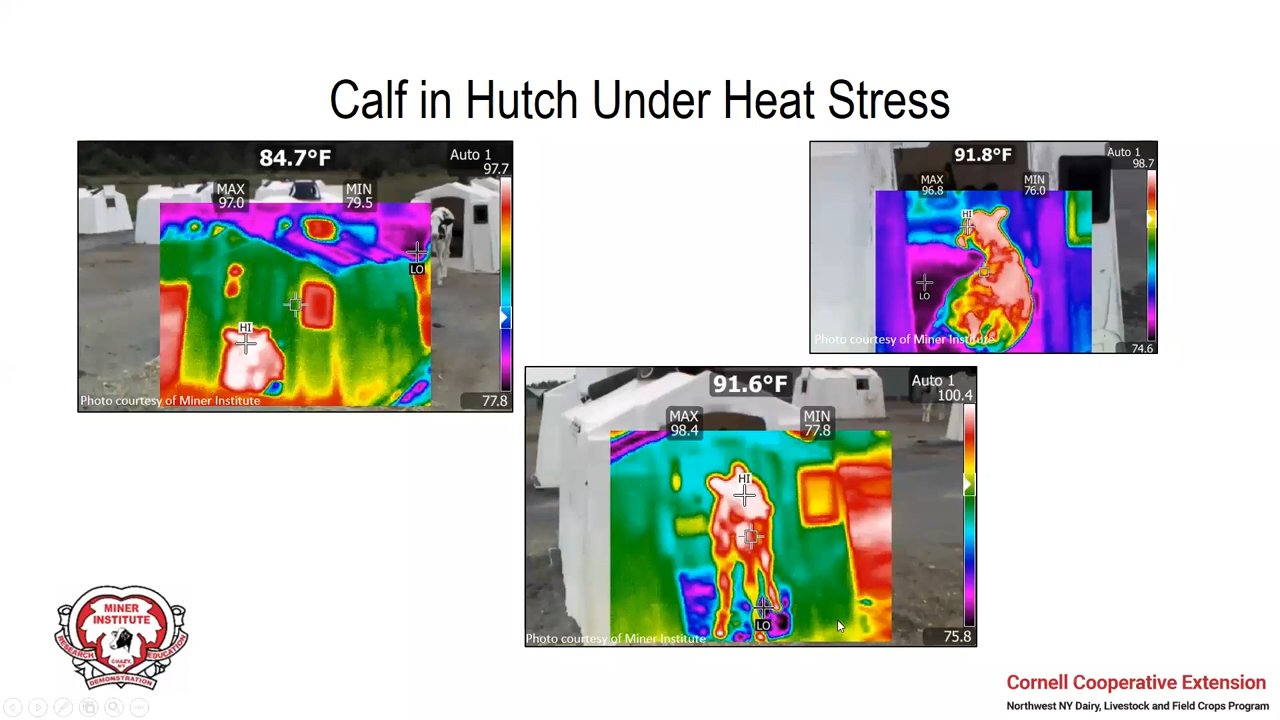 Calf in Hutch Under Heat Stress
84.7°F
Auto 1
97.7
MAX
97.0
MIN
79.5
LO
HI
Photo courtesy of Miner Institute
77.8
91.8°F
Auto 1
98.7
MAX
96.8
MIN
76.0
HI
LO
Photo courtesy of Miner Institute
74.6
91.6°F
Auto 1
100.4
MAX
98.4
MIN
77.8
HI
LO
Photo courtesy of Miner Institute
75.8
MINER
INSTITUTE
RESEARCH
EDUCATION
CHAZY,
NY
DEMONSTRATION
Cornell Cooperative Extension
Northwest NY Dairy, Livestock and Field Crops Program